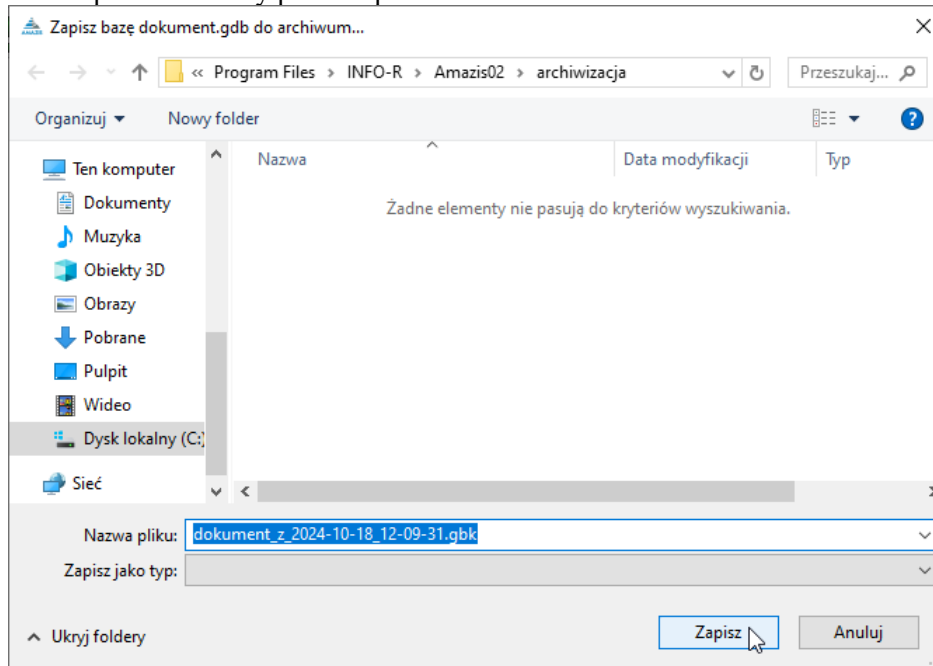 Zapisz bazę dokument.gdb do archiwum...
« Program Files › INFO-R › Amazis02 › archiwizacja
Przeszukaj...
Organizuj
Nowy folder
Nazwa
Data modyfikacji
Typ
Żadne elementy nie pasują do kryteriów wyszukiwania.
Ten komputer
Dokumenty
Muzyka
Obiekty 3D
Obrazy
Pobrane
Pulpit
Wideo
Dysk lokalny (C:)
Sieć
Nazwa pliku: dokument_z_2024-10-18_12-09-31.gbk
Zapisz jako typ:
Ukryj foldery
Zapisz
Anuluj